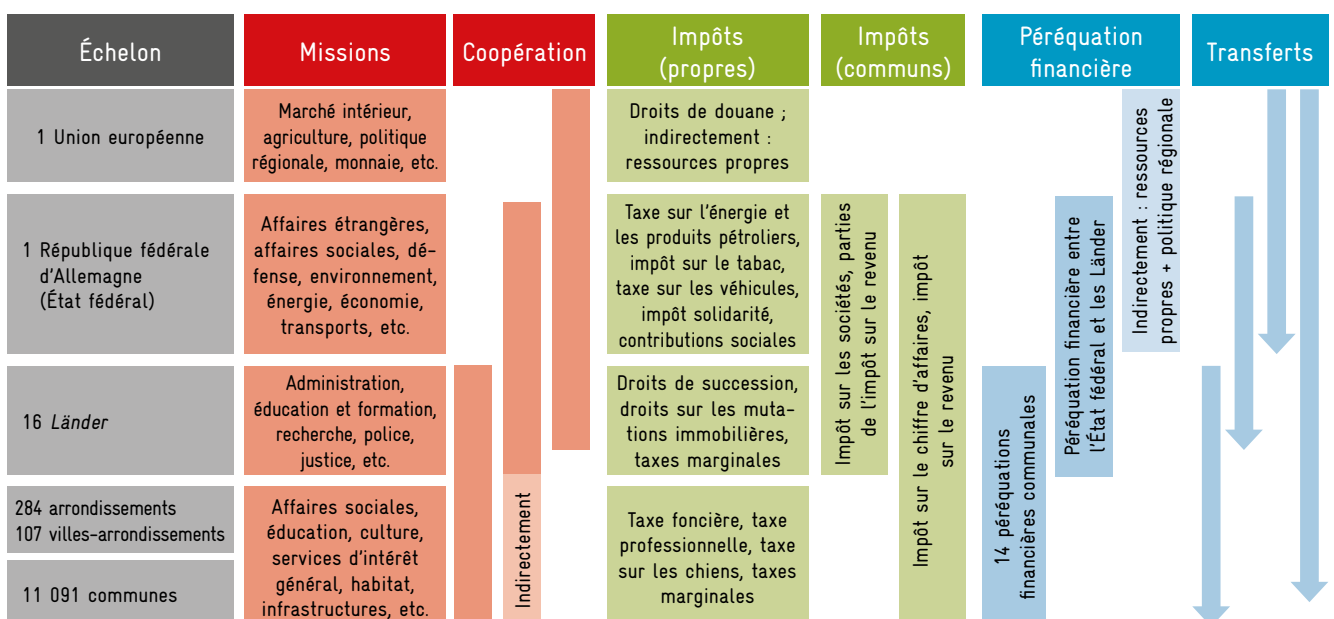 Échelon
Missions
Coopération
Impôts
(propres)
Impôts
(communs)
Péréquation
financière
Transferts
1 Union européenne
Marché intérieur,
agriculture, politique
régionale, monnaie, etc.
Droits de douane ;
indirectement :
ressources propres
Indirectement : ressources
propres + politique régionale
1 République fédérale
d'Allemagne
(État fédéral)
Affaires étrangères,
affaires sociales, dé-
fense, environnement,
énergie, économie,
transports, etc.
Taxe sur l'énergie et
les produits pétroliers,
impôt sur le tabac,
taxe sur les véhicules,
impôt solidarité,
contributions sociales
Impôt sur les sociétés, parties
de l'impôt sur le revenu
Impôt sur le chiffre d'affaires, impôt
sur le revenu
Péréquation financière entre
l'État fédéral et les Länder
16 Länder
Administration,
éducation et formation,
recherche, police,
justice, etc.
Droits de succession,
droits sur les muta-
tions immobilières,
taxes marginales
14 péréquations
financières communales
284 arrondissements
107 villes-arrondissements
11 091 communes
Affaires sociales,
éducation, culture,
services d'intérêt
général, habitat,
infrastructures, etc.
Indirectement
Taxe foncière, taxe
professionnelle, taxe
sur les chiens, taxes
marginales